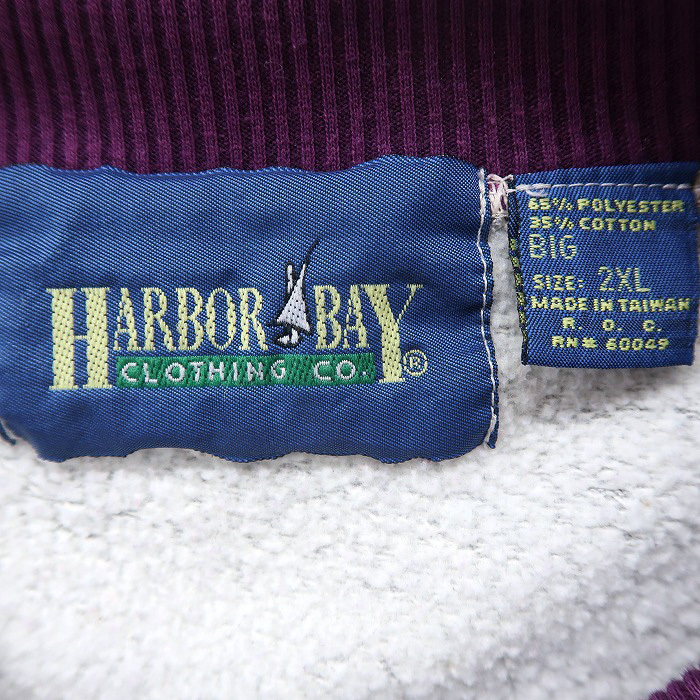 HARBOR BAY
CLOTHING CO.®
65% POLYESTER
35% COTTON
BIG
SIZE: 2XL
MADE IN TAIWAN
R. O. C.
RN# 60049